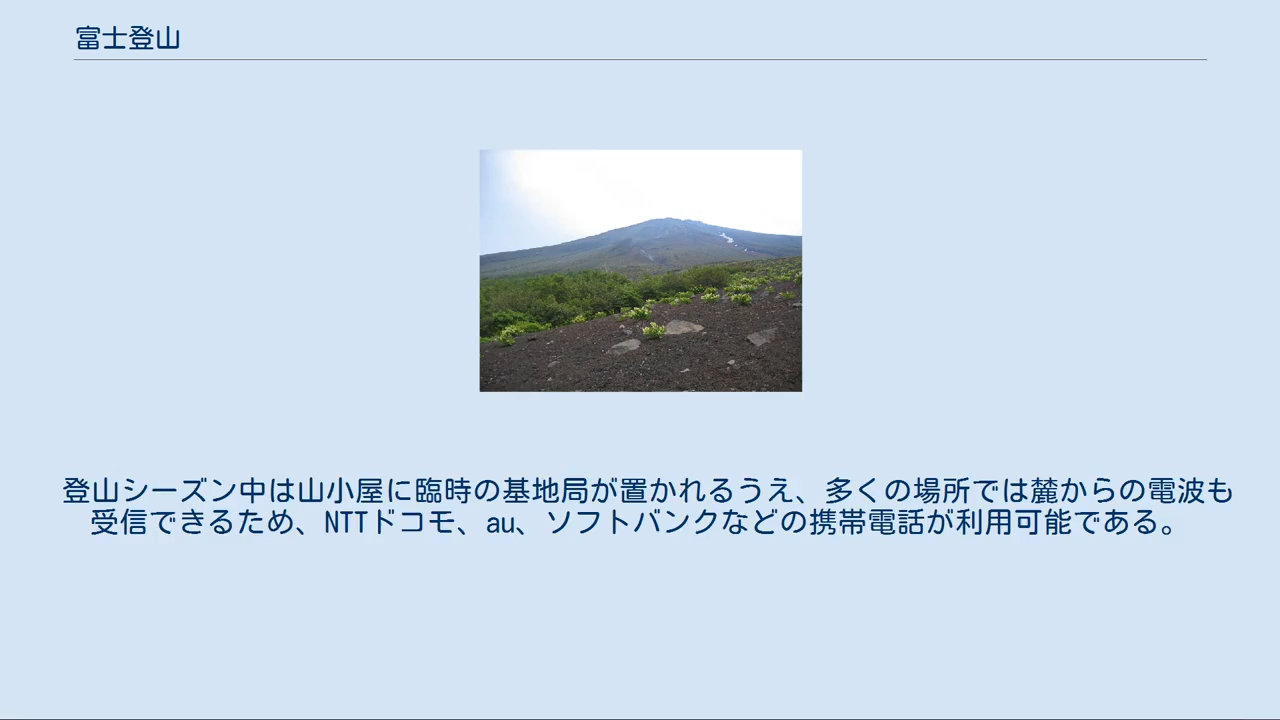 富士登山
登山シーズン中は山小屋に臨時の基地局が置かれるうえ、多くの場所では麓からの電波も
受信できるため、NTTドコモ、au、ソフトバンクなどの携帯電話が利用可能である。